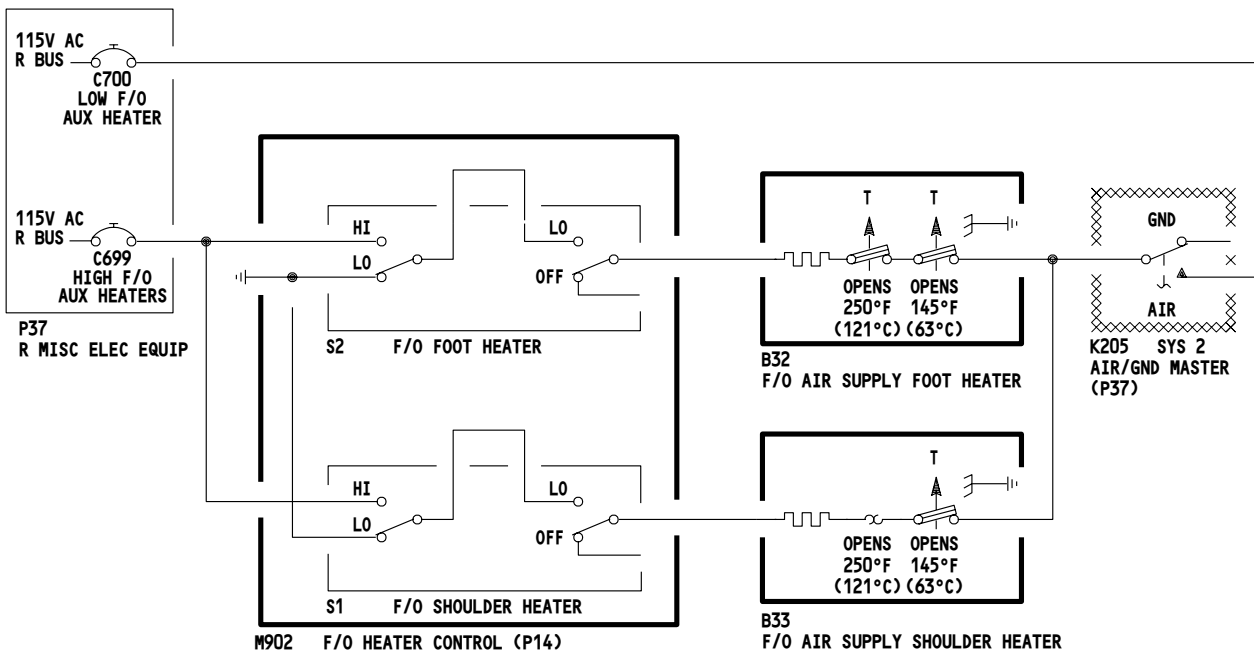 115V AC
R BUS
C700
LOW F/O
AUX HEATER
115V AC
R BUS
C699
HIGH F/O
AUX HEATERS
P37
R MISC ELEC EQUIP
HI
LO
LO
OFF
S2 F/O FOOT HEATER
HI
LO
LO
OFF
S1 F/O SHOULDER HEATER
M902 F/O HEATER CONTROL (P14)
T T
OPENS OPENS
250°F 145°F
(121°C) (63°C)
B32
F/O AIR SUPPLY FOOT HEATER
T
OPENS OPENS
250°F 145°F
(121°C) (63°C)
B33
F/O AIR SUPPLY SHOULDER HEATER
GND
AIR
K205 SYS 2
AIR/GND MASTER
(P37)